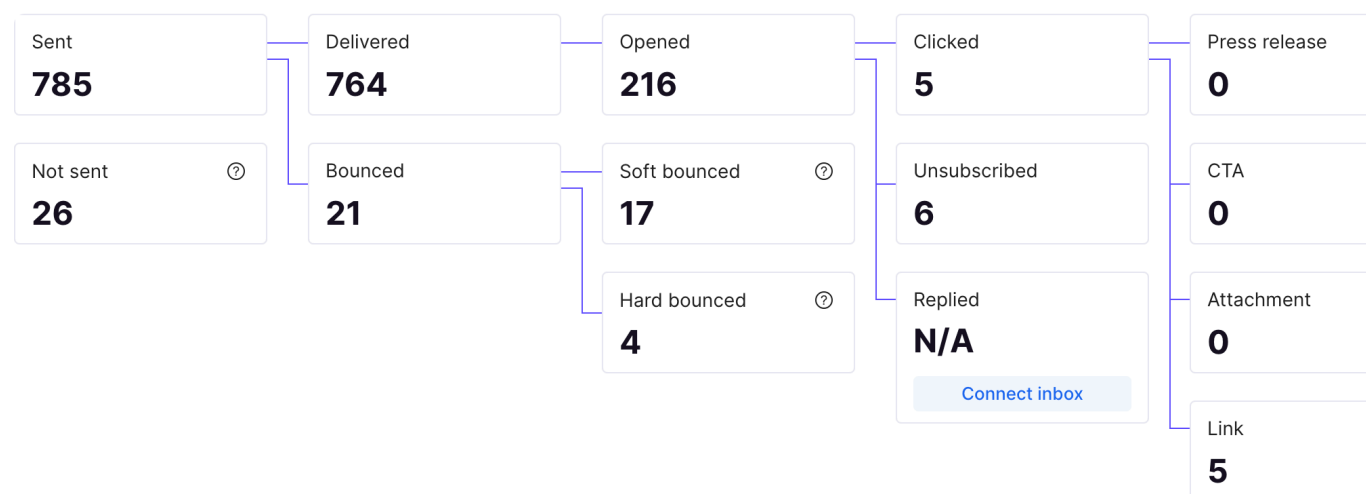 Sent
785
Delivered
764
Opened
216
Clicked
5
Press release
0
Not sent
26
Bounced
21
Soft bounced
17
Unsubscribed
6
CTA
0
Hard bounced
4
Replied
N/A
Connect inbox
Attachment
0
Link
5